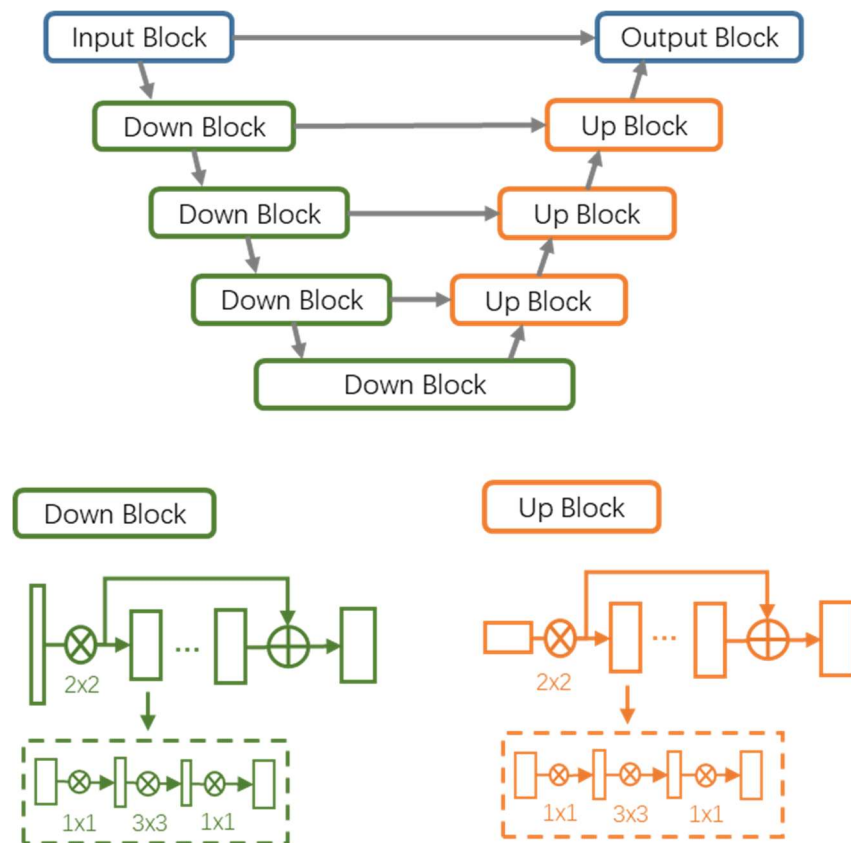 Input Block
Output Block
Down Block
Up Block
Down Block
Up Block
Down Block
Up Block
Down Block
Down Block
Up Block
2x2
...
2x2
...
1x1 3x3 1x1
1x1 3x3 1x1